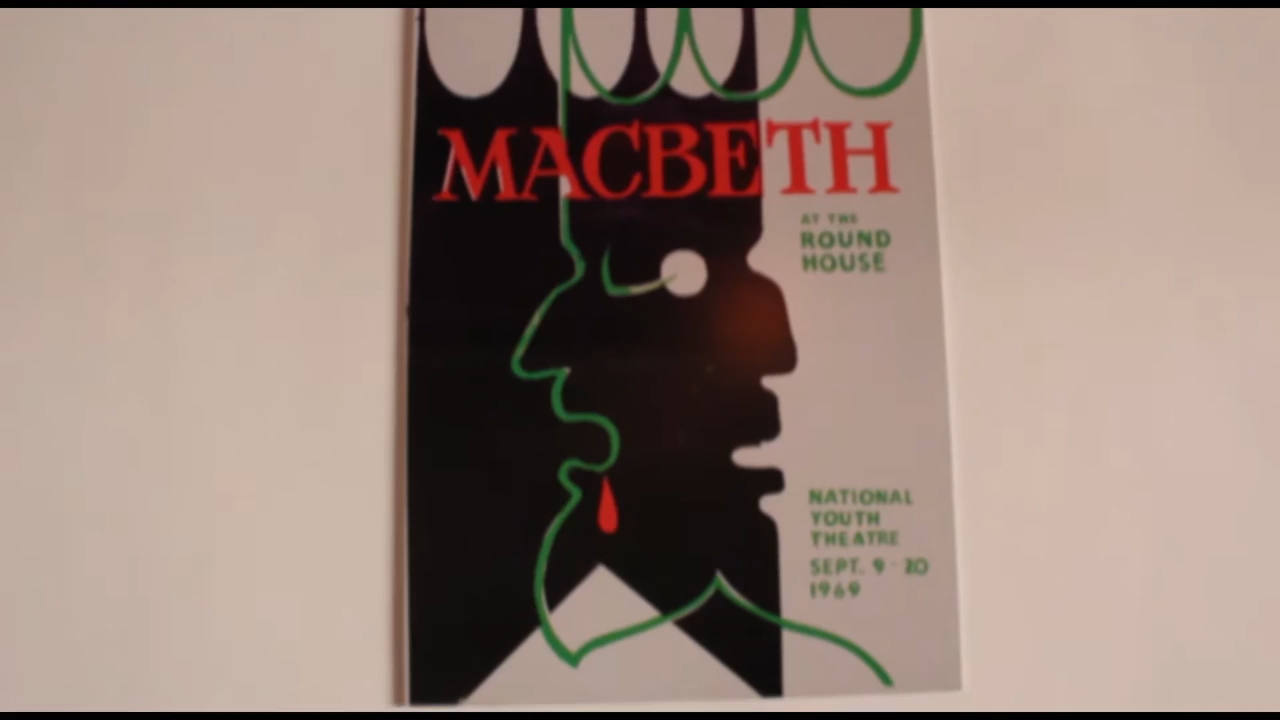 MACBETH
AT THE
ROUND
HOUSE
NATIONAL
YOUTH
THEATRE
SEPT. 9 - 20
1969